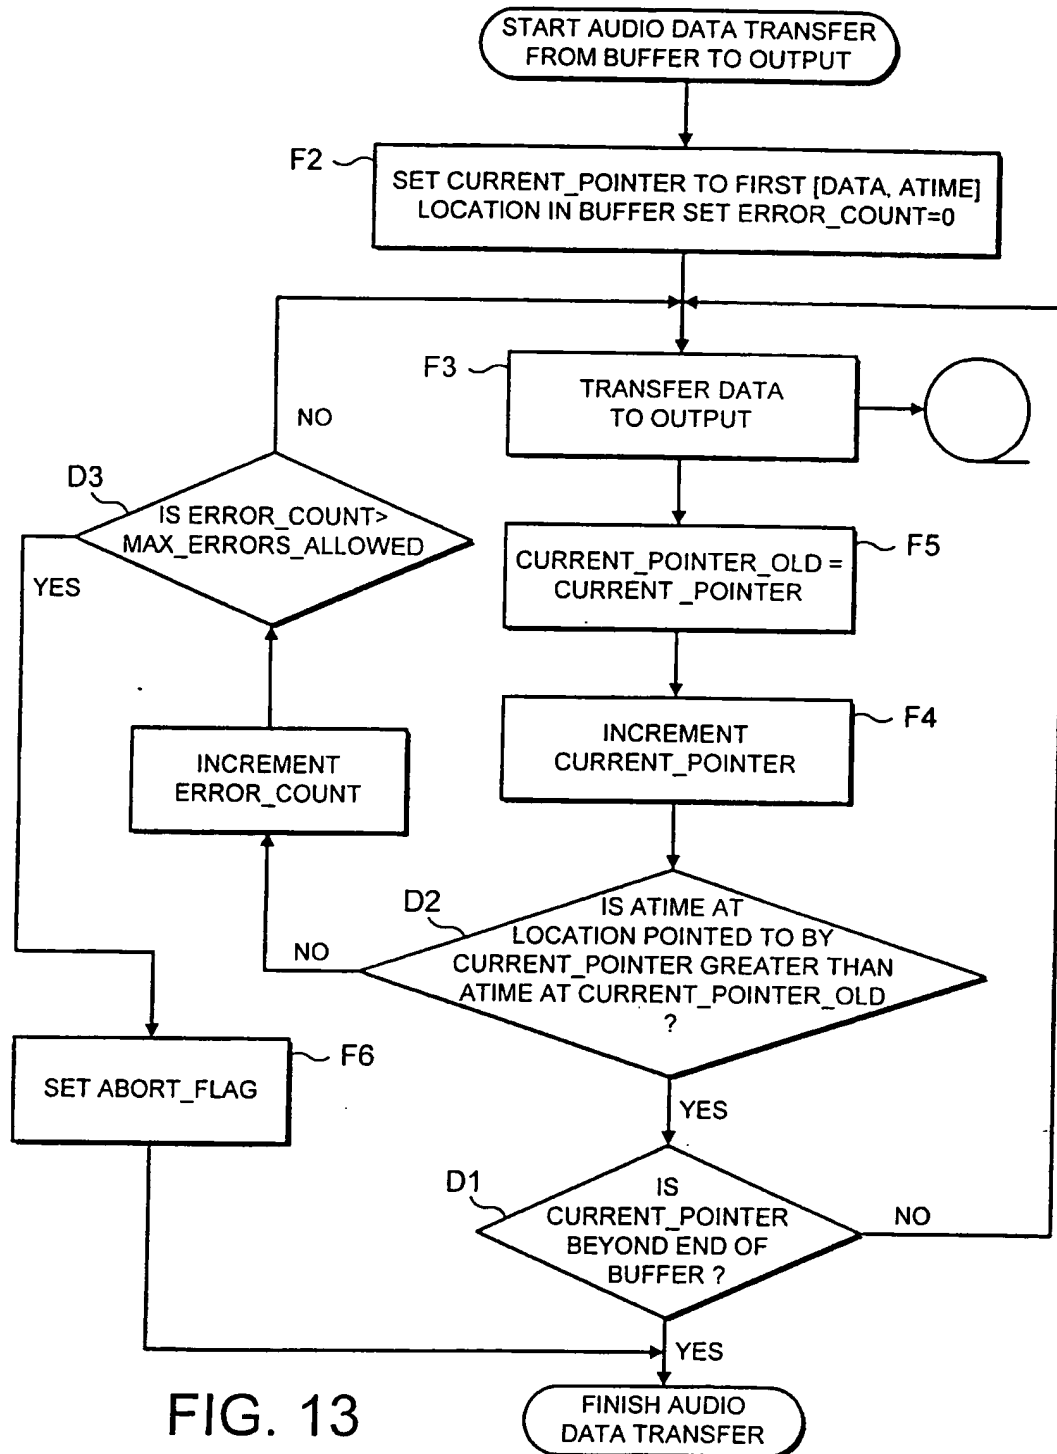 START AUDIO DATA TRANSFER
FROM BUFFER TO OUTPUT
F2
SET CURRENT_POINTER TO FIRST [DATA, ATIME]
LOCATION IN BUFFER SET ERROR_COUNT=0
F3
TRANSFER DATA
TO OUTPUT
NO
D3
IS ERROR_COUNT>
MAX_ERRORS_ALLOWED
YES
F5
CURRENT_POINTER_OLD =
CURRENT _POINTER
F4
INCREMENT
CURRENT_POINTER
INCREMENT
ERROR_COUNT
D2
NO
IS ATIME AT
LOCATION POINTED TO BY
CURRENT_POINTER GREATER THAN
ATIME AT CURRENT_POINTER_OLD
?
F6
SET ABORT_FLAG
YES
D1
IS
CURRENT_POINTER
BEYOND END OF
BUFFER ?
NO
YES
FINISH AUDIO
DATA TRANSFER
FIG. 13